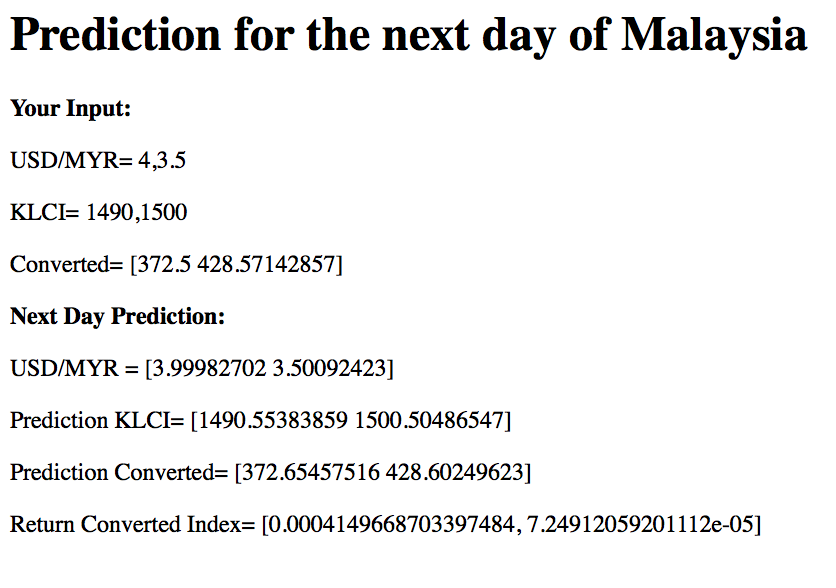 Prediction for the next day of Malaysia
Your Input:
USD/MYR= 4,3.5
KLCI= 1490,1500
Converted= [372.5 428.57142857]
Next Day Prediction:
USD/MYR = [3.99982702 3.50092423]
Prediction KLCI= [1490.55383859 1500.50486547]
Prediction Converted= [372.65457516 428.60249623]
Return Converted Index= [0.0004149668703397484, 7.24912059201112e-05]